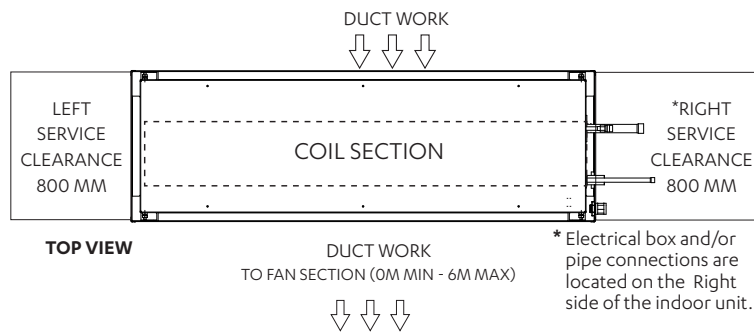 DUCT WORK
LEFT
SERVICE
CLEARANCE
800 MM
COIL SECTION
*RIGHT
SERVICE
CLEARANCE
800 MM
TOP VIEW
DUCT WORK
TO FAN SECTION (0M MIN - 6M MAX)
* Electrical box and/or
pipe connections are
located on the Right
side of the indoor unit.